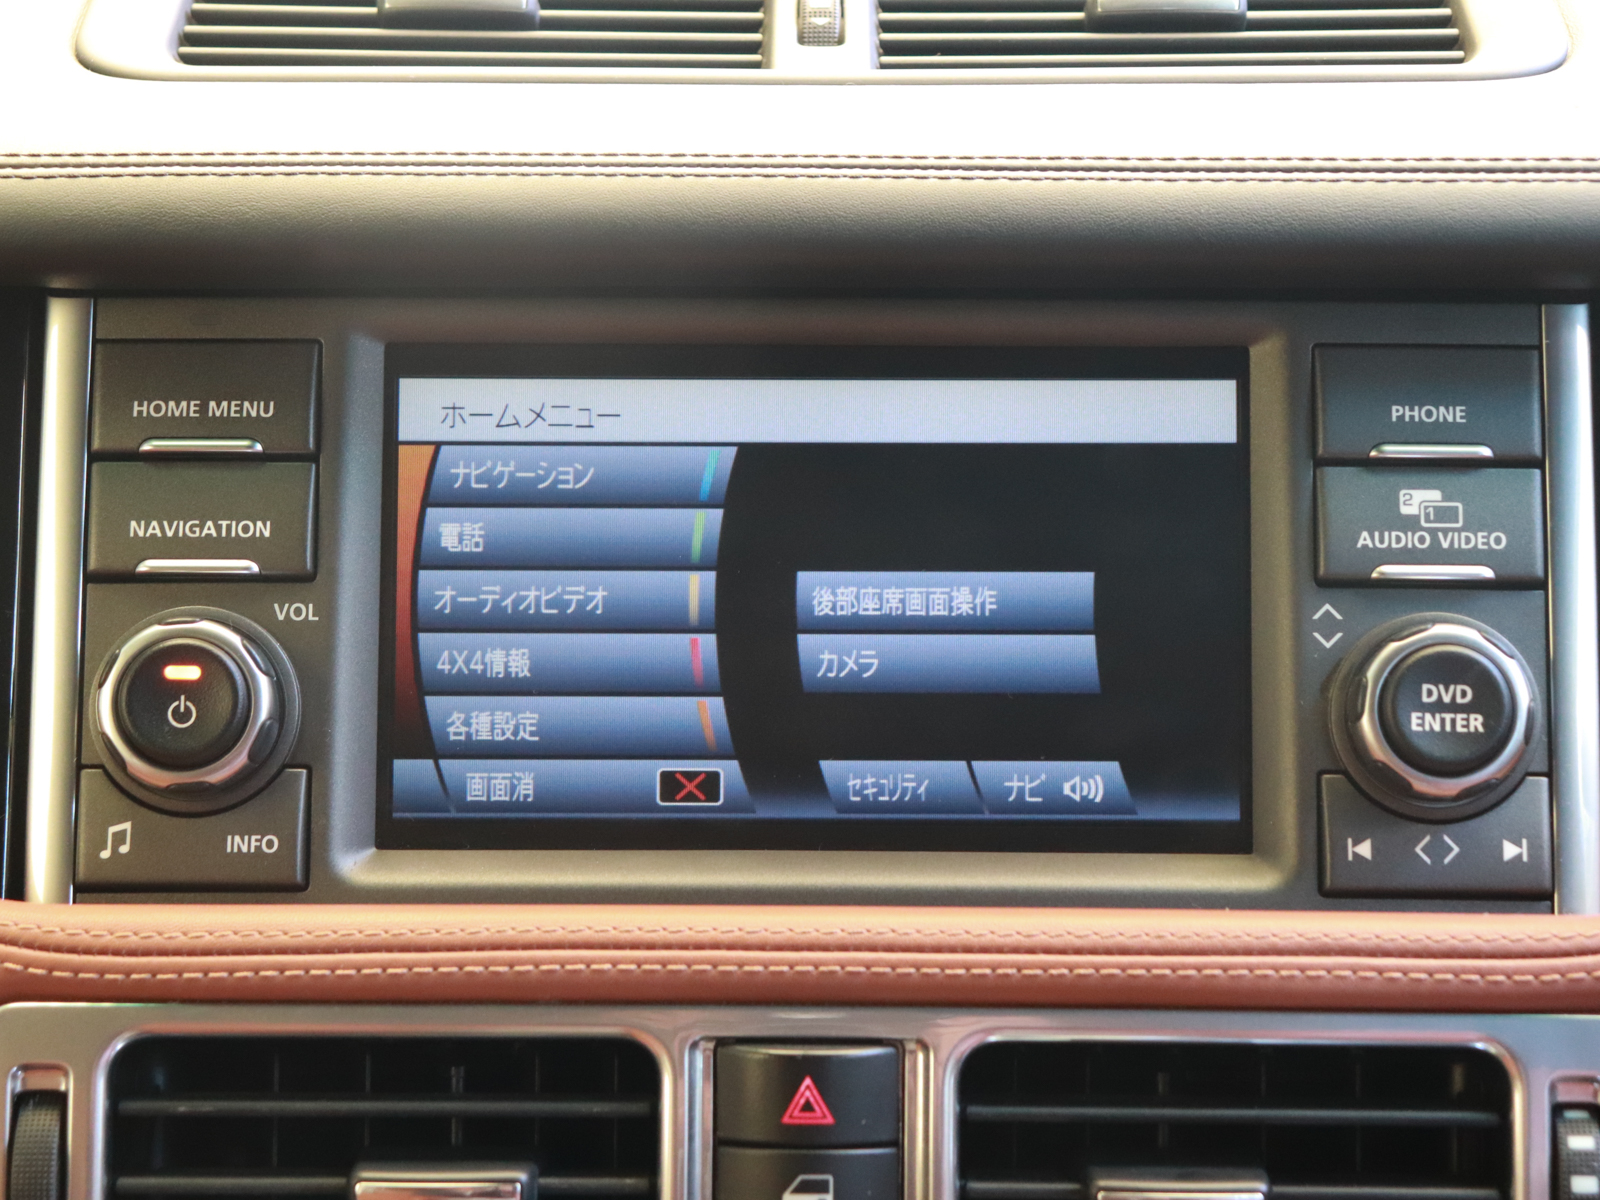 HOME MENU
NAVIGATION
VOL
INFO
ホームメニュー
ナビゲーション
電話
オーディオビデオ
4X4情報
各種設定
画面消
後部座席画面操作
カメラ
セキュリティ
ナビ
PHONE
2
1
AUDIO VIDEO
DVD
ENTER